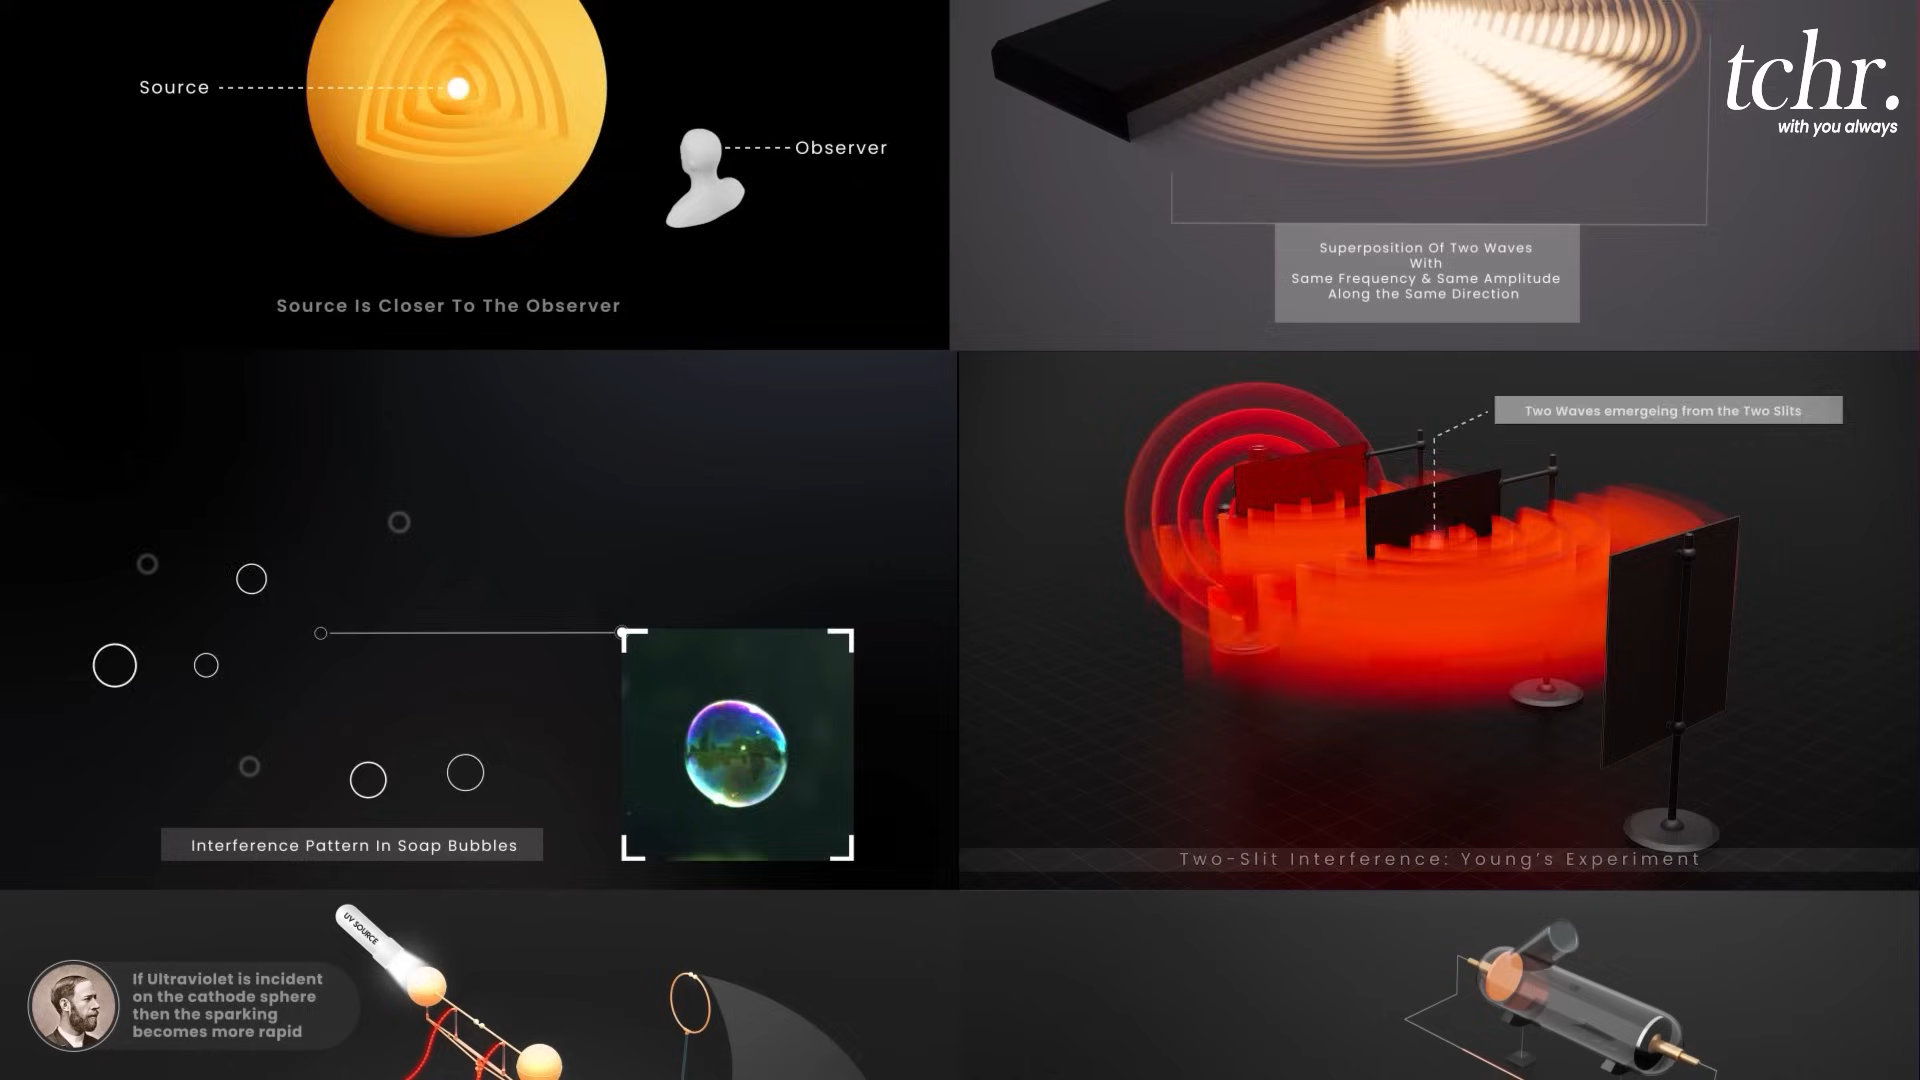 Source
Observer
Source Is Closer To The Observer
tchr.
with you always
Superposition Of Two Waves
With
Same Frequency & Same Amplitude
Along the Same Direction
Interference Pattern In Soap Bubbles
Two Waves emergeing from the Two Slits
Two-Slit Interference: Young's Experiment
UV SOURCE
If Ultraviolet is incident
on the cathode sphere
then the sparking
becomes more rapid